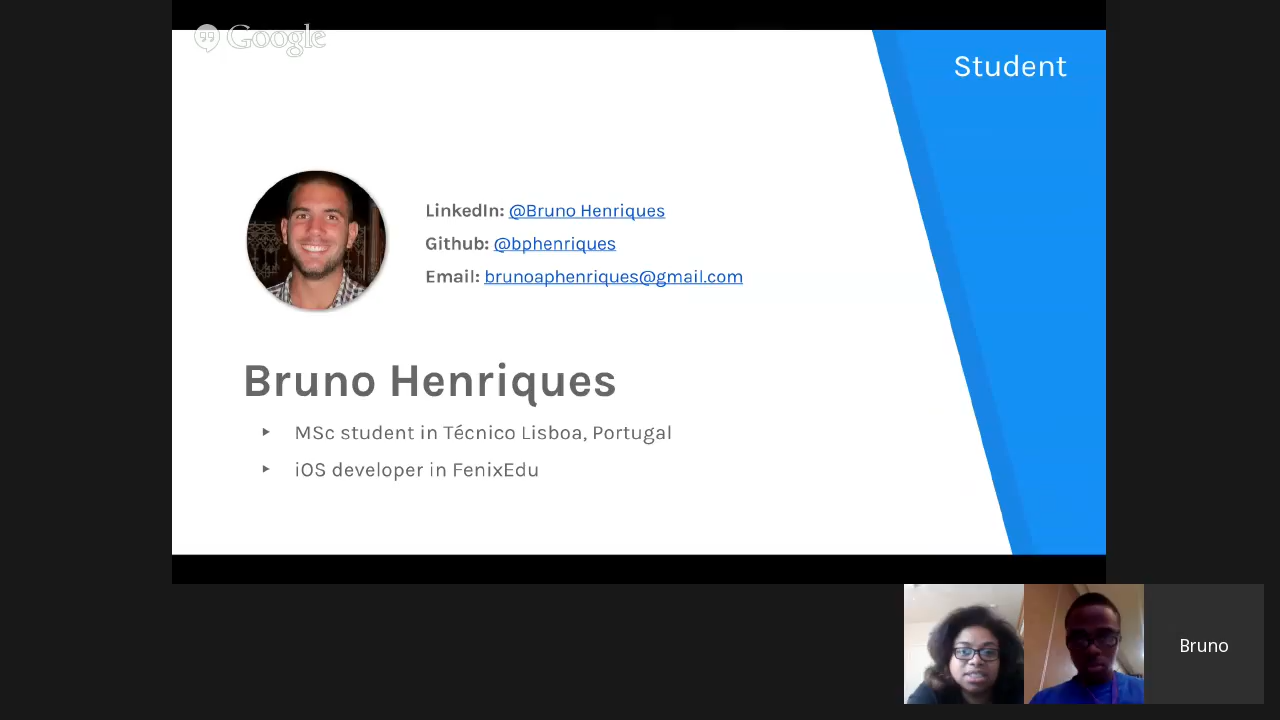 Google
Student
LinkedIn: @Bruno Henriques
Github: @bphenriques
Email: brunoaphenriques@gmail.com
Bruno Henriques
MSc student in Técnico Lisboa, Portugal
iOS developer in FenixEdu
Bruno